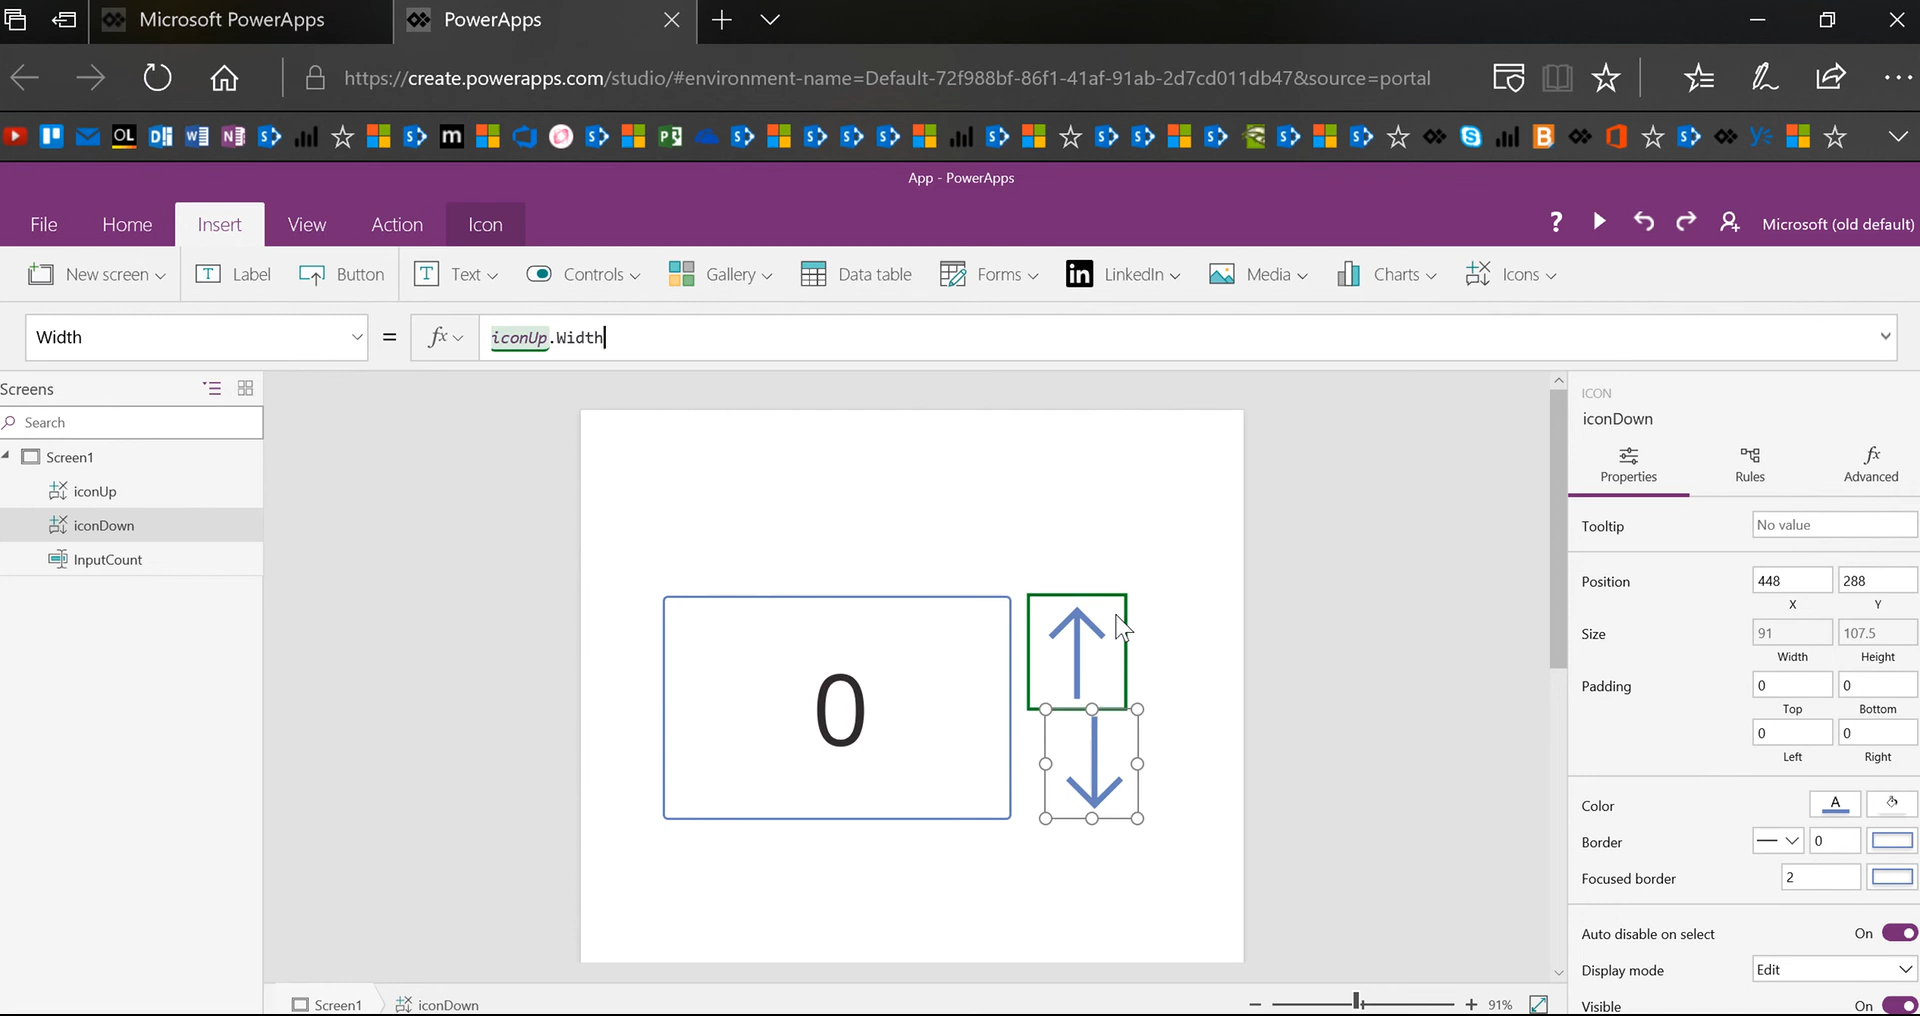 Microsoft PowerApps
PowerApps
https://create.powerapps.com/studio/#environment-name=Default-72f988bf-86f1-41af-91ab-2d7cd011db47&source=portal
OL
m
App - PowerApps
File Home Insert View Action Icon
? Microsoft (old default)
New screen Label Button Text Controls Gallery Data table Forms LinkedIn Media Charts Icons
Width = fx iconUp.Width
Screens
Search
Screen1
iconUp
iconDown
InputCount
0
ICON
iconDown
Properties Rules Advanced
Tooltip No value
Position 448 288
X Y
Size 91 107.5
Width Height
Padding 0 0
Top Bottom
0 0
Left Right
Color A
Border 0
Focused border 2
Auto disable on select On
Display mode Edit
Visible On
Screen1 iconDown
91%